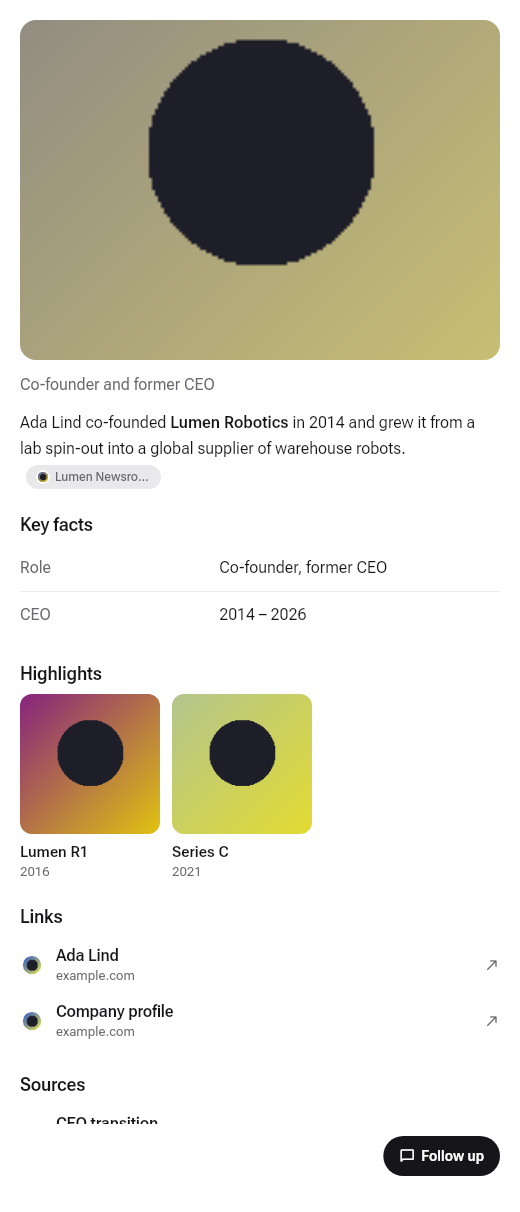 Co-founder and former CEO
Ada Lind co-founded Lumen Robotics in 2014 and grew it from a
lab spin-out into a global supplier of warehouse robots.
Lumen Newsro...
Key facts
Role Co-founder, former CEO
CEO 2014 – 2026
Highlights
Lumen R1 Series C
2016 2021
Links
Ada Lind
example.com
Company profile
example.com
Sources
CEO transition
Follow up